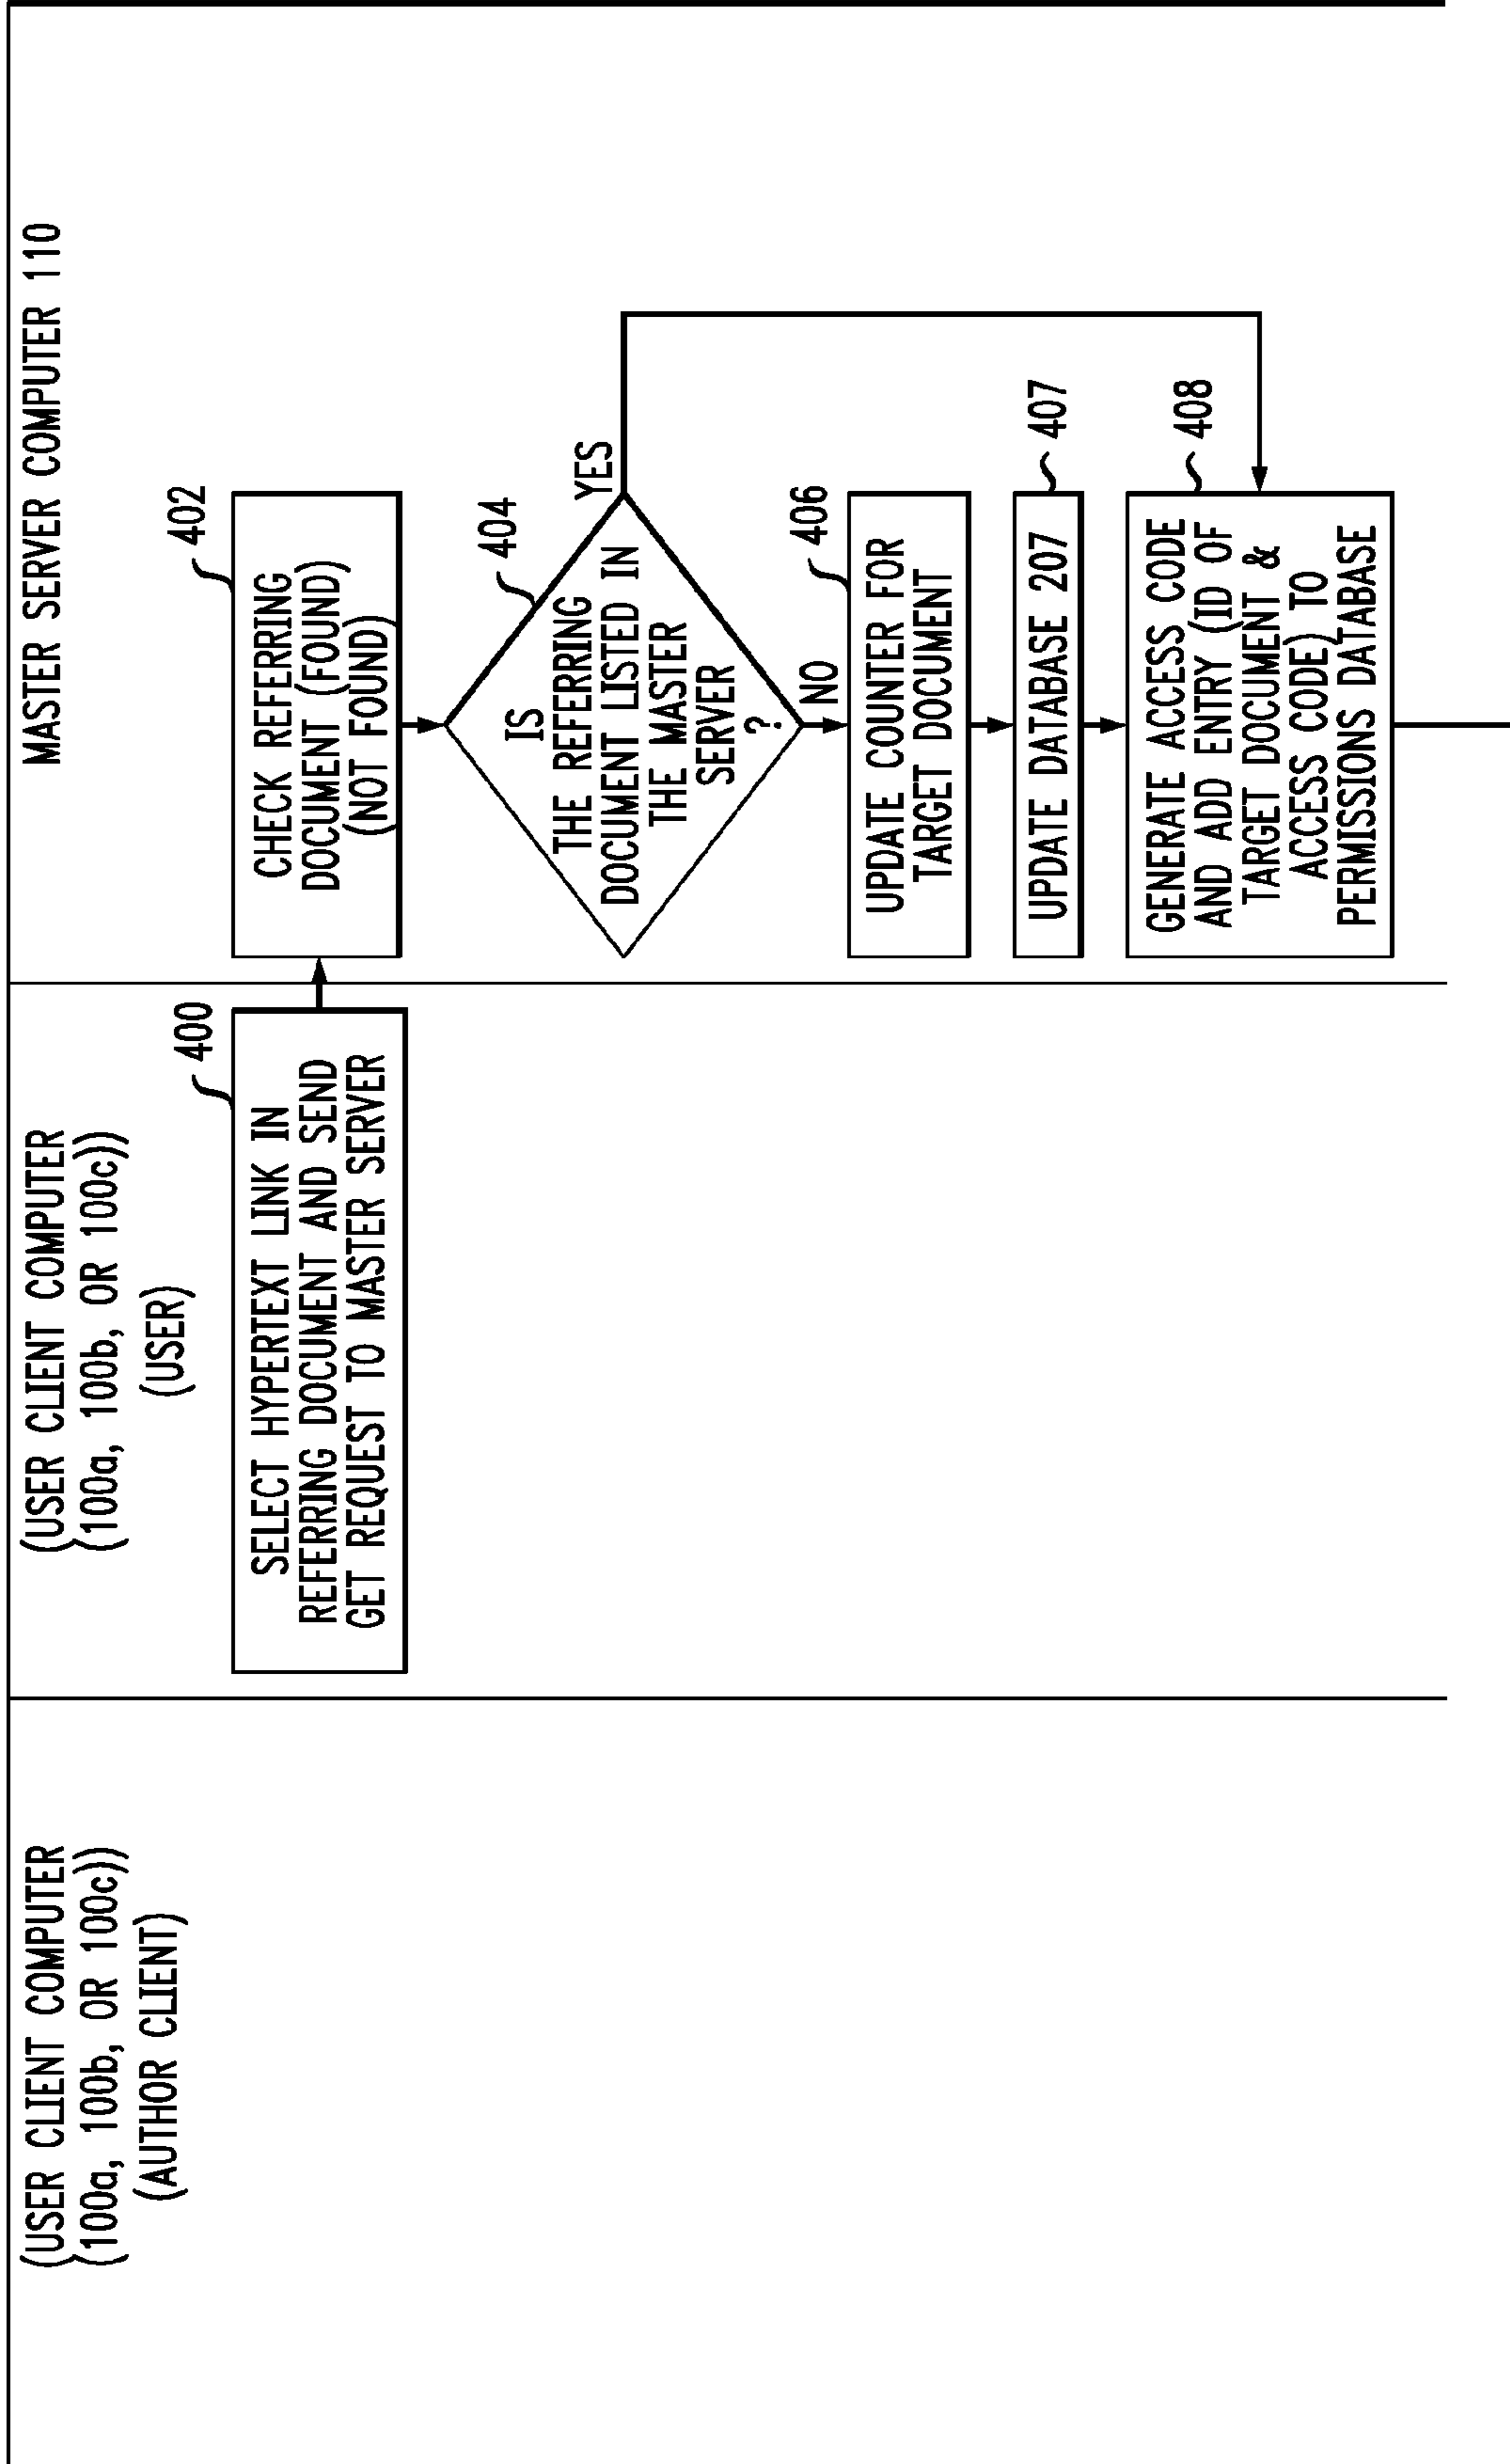 (USER CLIENT COMPUTER
(100a, 100b, OR 100c))
(AUTHOR CLIENT)
(USER CLIENT COMPUTER
(100a, 100b, OR 100c))
(USER)
400
SELECT HYPERTEXT LINK IN
REFERRING DOCUMENT AND SEND
GET REQUEST TO MASTER SERVER
MASTER SERVER COMPUTER 110
402
CHECK REFERRING
DOCUMENT (FOUND)
(NOT FOUND)
404
IS
THE REFERRING
DOCUMENT LISTED IN
THE MASTER
SERVER
?
YES
NO
406
UPDATE COUNTER FOR
TARGET DOCUMENT
UPDATE DATABASE 207
407
408
GENERATE ACCESS CODE
AND ADD ENTRY (ID OF
TARGET DOCUMENT &
ACCESS CODE) TO
PERMISSIONS DATABASE